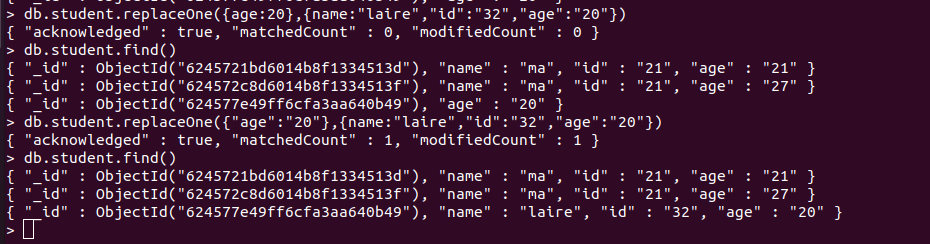 > db.student.replaceOne({age:20},{name:"laire","id":"32","age":"20"})
{ "acknowledged" : true, "matchedCount" : 0, "modifiedCount" : 0 }
> db.student.find()
{ "_id" : ObjectId("6245721bd6014b8f1334513d"), "name" : "ma", "id" : "21", "age" : "21" }
{ "_id" : ObjectId("624572c8d6014b8f1334513f"), "name" : "ma", "id" : "21", "age" : "27" }
{ "_id" : ObjectId("624577e49ff6cfa3aa640b49"), "age" : "20" }
> db.student.replaceOne({"age":"20"},{name:"laire","id":"32","age":"20"})
{ "acknowledged" : true, "matchedCount" : 1, "modifiedCount" : 1 }
> db.student.find()
{ "_id" : ObjectId("6245721bd6014b8f1334513d"), "name" : "ma", "id" : "21", "age" : "21" }
{ "_id" : ObjectId("624572c8d6014b8f1334513f"), "name" : "ma", "id" : "21", "age" : "27" }
{ "_id" : ObjectId("624577e49ff6cfa3aa640b49"), "name" : "laire", "id" : "32", "age" : "20" }
>